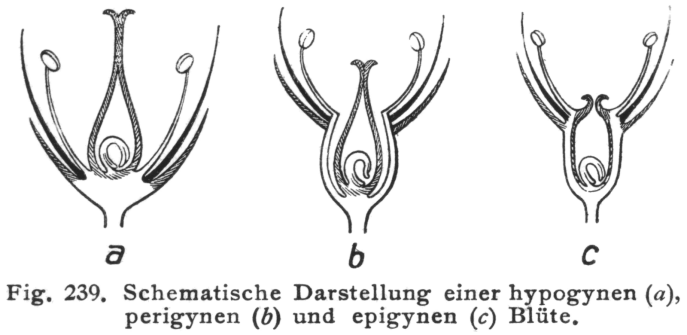 a b c
Fig. 239. Schematische Darstellung einer hypogynen (a),
perigynen (b) und epigynen (c) Blüte.